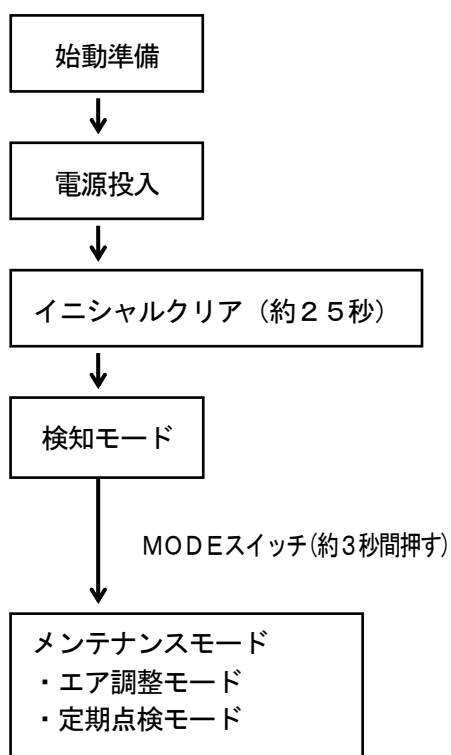 始動準備
電源投入
イニシャルクリア（約２５秒）
検知モード
ＭＯＤＥスイッチ(約３秒間押す)
メンテナンスモード
・エア調整モード
・定期点検モード